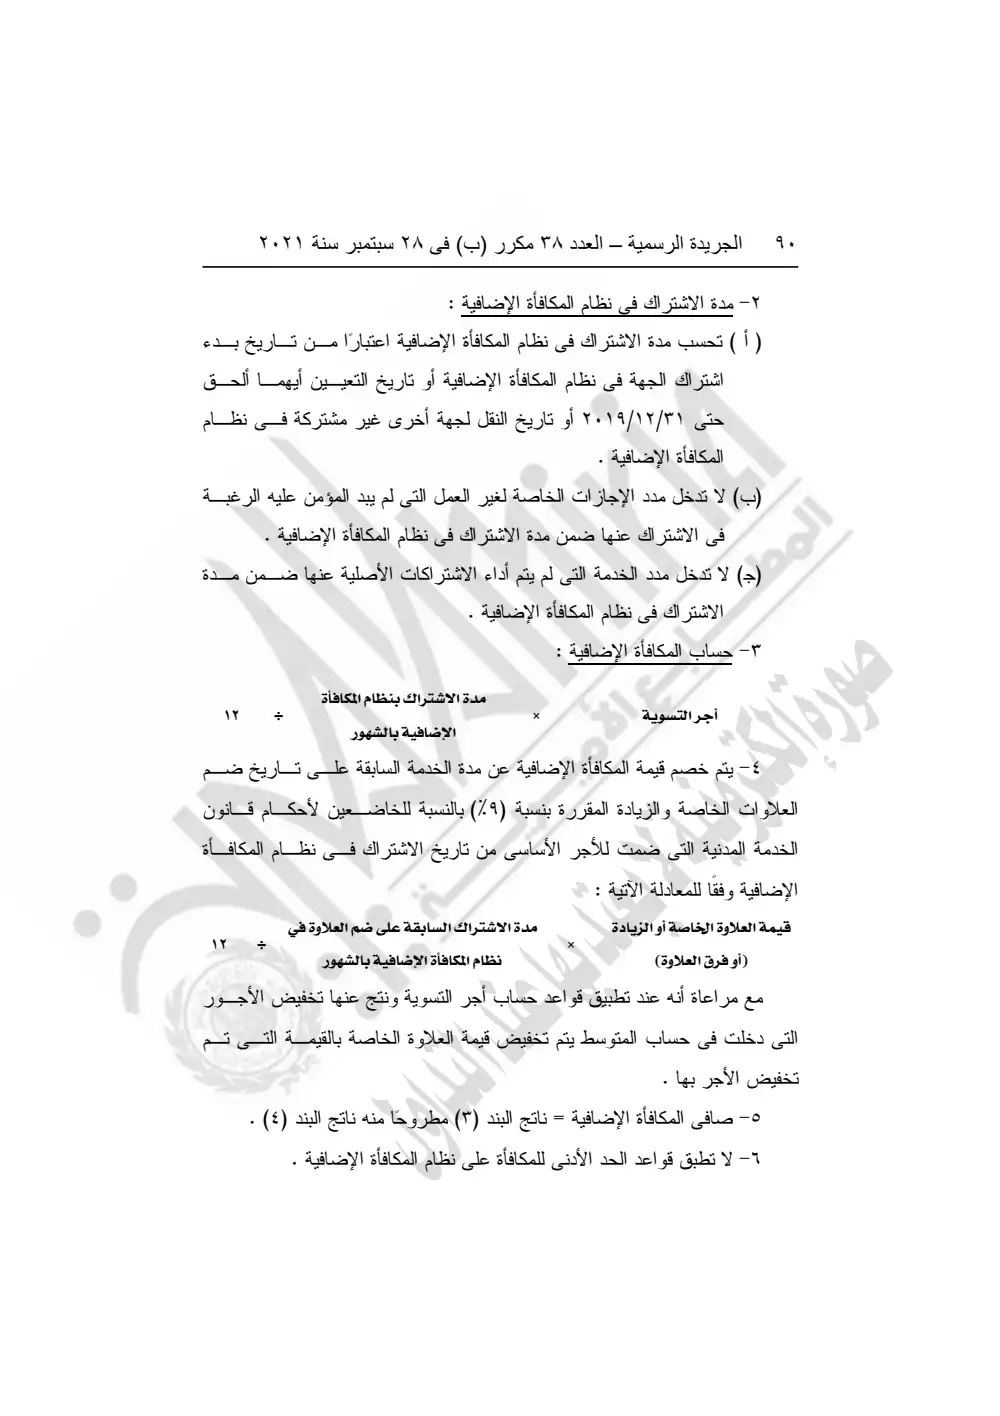 ٩٠ الجريدة الرسمية – العدد ٣٨ مكرر (ب) فى ٢٨ سبتمبر سنة ٢٠٢١
٢- مدة الاشتراك فى نظام المكافأة الإضافية :
( أ ) تحسب مدة الاشتراك فى نظام المكافأة الإضافية اعتبارًا من تاريخ بدء
اشتراك الجهة فى نظام المكافأة الإضافية أو تاريخ التعيين أيهما ألحق
حتى ٢٠١٩/١٢/٣١ أو تاريخ النقل لجهة أخرى غير مشتركة فى نظام
المكافأة الإضافية .
(ب) لا تدخل مدد الإجازات الخاصة لغير العمل التى لم يبد المؤمن عليه الرغبة
فى الاشتراك عنها ضمن مدة الاشتراك فى نظام المكافأة الإضافية .
(ج) لا تدخل مدد الخدمة التى لم يتم أداء الاشتراكات الأصلية عنها ضمن مدة
الاشتراك فى نظام المكافأة الإضافية .
٣- حساب المكافأة الإضافية :
مدة الاشتراك بنظام المكافأة
أجر التسوية × ÷ ١٢
الإضافية بالشهور
٤- يتم خصم قيمة المكافأة الإضافية عن مدة الخدمة السابقة على تاريخ ضم
العلاوات الخاصة والزيادة المقررة بنسبة (٩٪) بالنسبة للخاضعين لأحكام قانون
الخدمة المدنية التى ضمت للأجر الأساسى من تاريخ الاشتراك فى نظام المكافأة
الإضافية وفقًا للمعادلة الآتية :
قيمة العلاوة الخاصة أو الزيادة مدة الاشتراك السابقة على ضم العلاوة في
× ÷ ١٢
(أو فرق العلاوة) نظام المكافأة الإضافية بالشهور
مع مراعاة أنه عند تطبيق قواعد حساب أجر التسوية ونتج عنها تخفيض الأجور
التى دخلت فى حساب المتوسط يتم تخفيض قيمة العلاوة الخاصة بالقيمة التى تم
تخفيض الأجر بها .
٥- صافى المكافأة الإضافية = ناتج البند (٣) مطروحًا منه ناتج البند (٤) .
٦- لا تطبق قواعد الحد الأدنى للمكافأة على نظام المكافأة الإضافية .